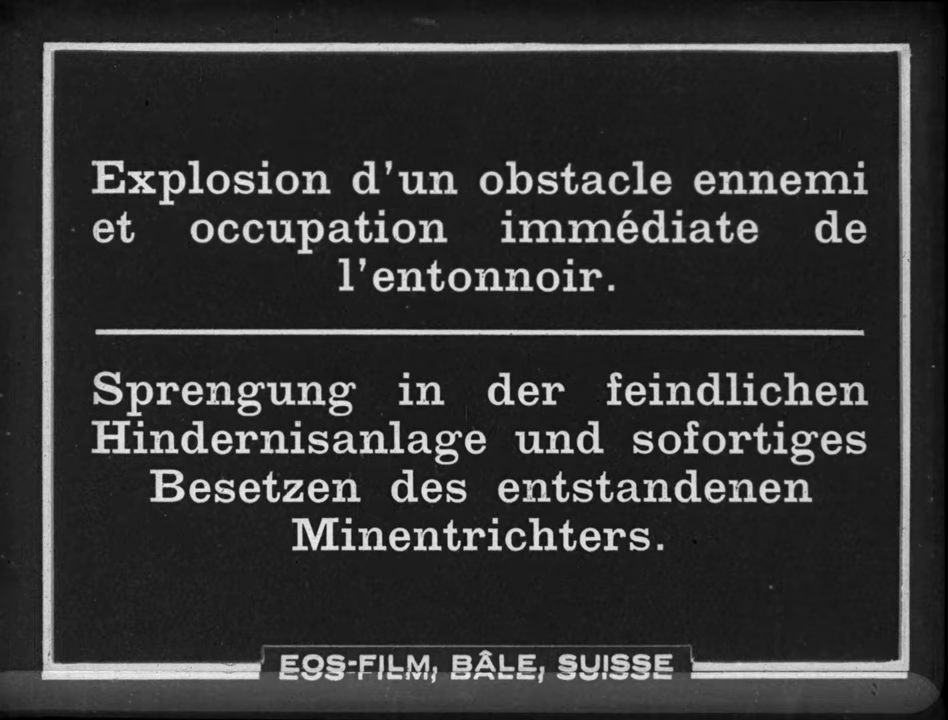 Explosion d'un obstacle ennemi
et occupation immédiate de
l'entonnoir.
Sprengung in der feindlichen
Hindernisanlage und sofortiges
Besetzen des entstandenen
Minentrichters.
EOS-FILM, BÂLE, SUISSE